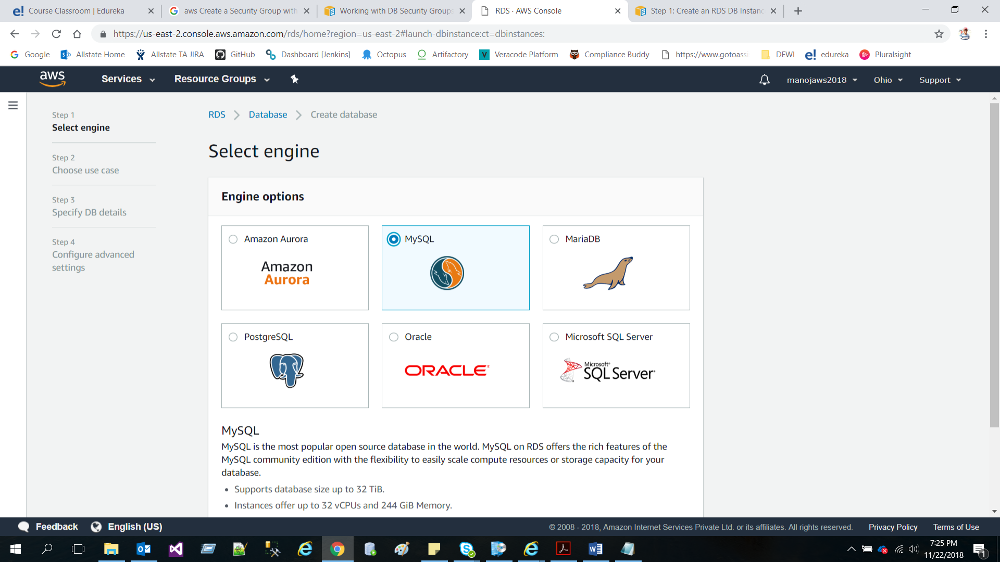 Course Classroom | Edureka
aws Create a Security Group with
Working with DB Security Groups
RDS · AWS Console
Step 1: Create an RDS DB Instanc
https://us-east-2.console.aws.amazon.com/rds/home?region=us-east-2#launch-dbinstance:ct=dbinstances:
Google
Allstate Home
Allstate TA JIRA
GitHub
Dashboard [Jenkins]
Octopus
Artifactory
Veracode Platform
Compliance Buddy
https://www.gotoassi
DEWI
edureka
Pluralsight
aws
Services
Resource Groups
manojaws2018
Ohio
Support
Step 1
Select engine
Step 2
Choose use case
Step 3
Specify DB details
Step 4
Configure advanced
settings
RDS
Database
Create database
Select engine
Engine options
Amazon Aurora
Amazon
Aurora
MySQL
MariaDB
PostgreSQL
Oracle
ORACLE
Microsoft SQL Server
Microsoft®
SQL Server
MySQL
MySQL is the most popular open source database in the world. MySQL on RDS offers the rich features of the
MySQL community edition with the flexibility to easily scale compute resources or storage capacity for your
database.
• Supports database size up to 32 TiB.
• Instances offer up to 32 vCPUs and 244 GiB Memory.
Feedback
English (US)
© 2008 - 2018, Amazon Internet Services Private Ltd. or its affiliates. All rights reserved.
Privacy Policy
Terms of Use
7:25 PM
11/22/2018
1